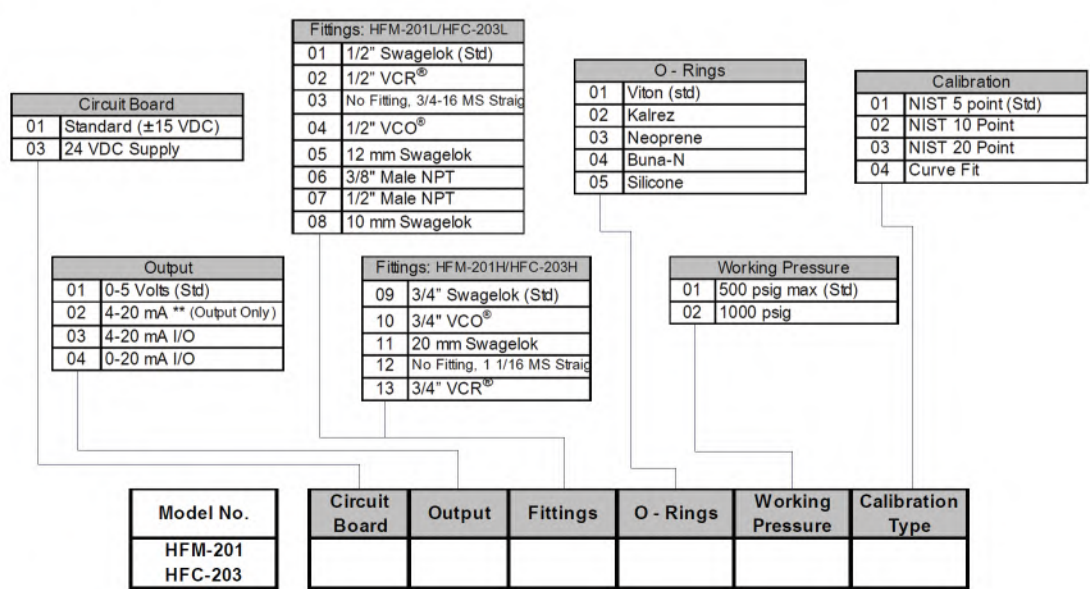 Fittings: HFM-201L/HFC-203L
01 1/2" Swagelok (Std)
02 1/2" VCR®
03 No Fitting, 3/4-16 MS Straig
04 1/2" VCO®
05 12 mm Swagelok
06 3/8" Male NPT
07 1/2" Male NPT
08 10 mm Swagelok
O - Rings
01 Viton (std)
02 Kalrez
03 Neoprene
04 Buna-N
05 Silicone
Calibration
01 NIST 5 point (Std)
02 NIST 10 Point
03 NIST 20 Point
04 Curve Fit
Circuit Board
01 Standard (±15 VDC)
03 24 VDC Supply
Output
01 0-5 Volts (Std)
02 4-20 mA ** (Output Only)
03 4-20 mA I/O
04 0-20 mA I/O
Fittings: HFM-201H/HFC-203H
09 3/4" Swagelok (Std)
10 3/4" VCO®
11 20 mm Swagelok
12 No Fitting, 1 1/16 MS Straig
13 3/4" VCR®
Working Pressure
01 500 psig max (Std)
02 1000 psig
Model No.
HFM-201
HFC-203
Circuit
Board
Output
Fittings
O - Rings
Working
Pressure
Calibration
Type